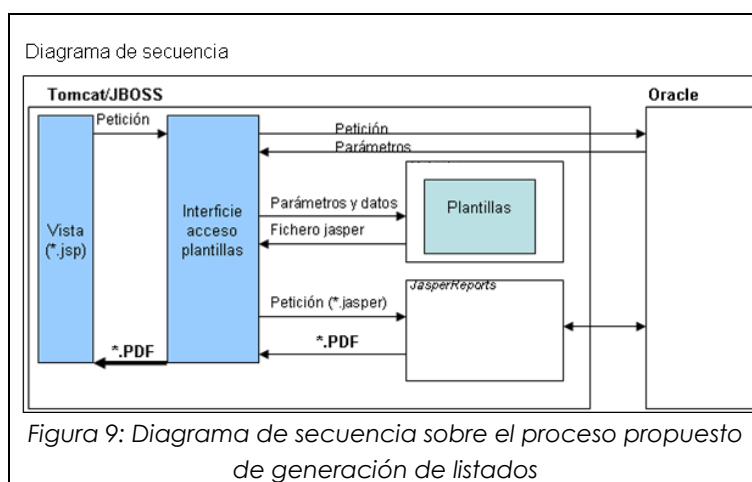 Diagrama de secuencia
Tomcat/JBOSS
Oracle
Petición
Petición
Parámetros
Vista
(*.jsp)
Interficie
acceso
plantillas
Parámetros y datos
Fichero jasper
Plantillas
JasperReports
Petición (*.jasper)
*.PDF
*.PDF
Figura 9: Diagrama de secuencia sobre el proceso propuesto
de generación de listados